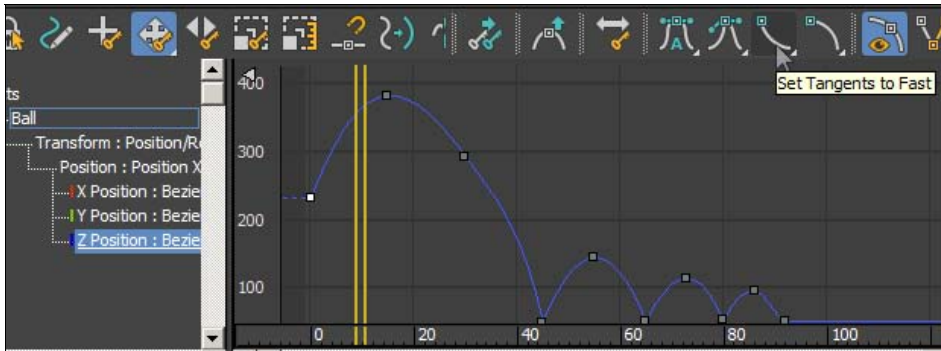 Set Tangents to Fast
ts
Ball
Transform : Position/R
Position : Position X
X Position : Bezie
Y Position : Bezie
Z Position : Bezie
400
300
200
100
0 20 40 60 80 100